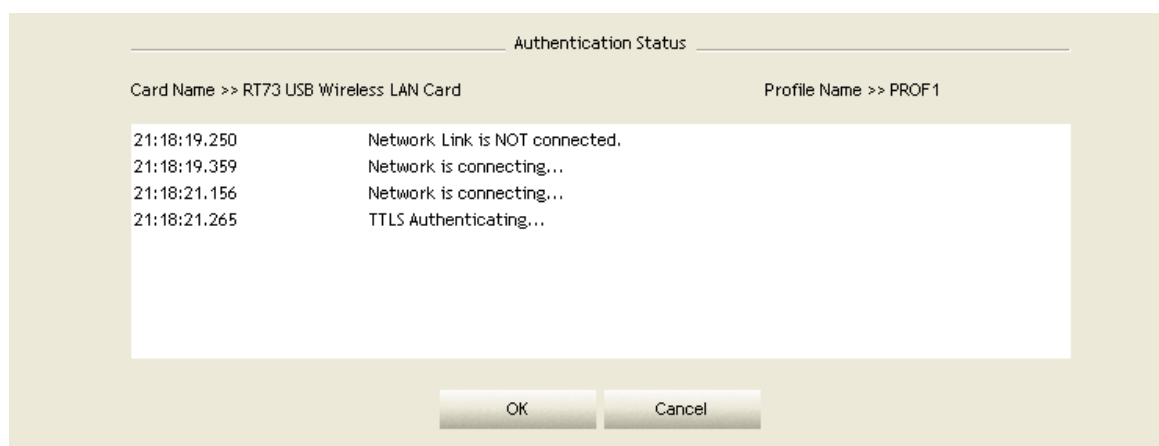 Authentication Status
Card Name >> RT73 USB Wireless LAN Card Profile Name >> PROF1
21:18:19.250 Network Link is NOT connected.
21:18:19.359 Network is connecting...
21:18:21.156 Network is connecting...
21:18:21.265 TTLS Authenticating...
OK Cancel